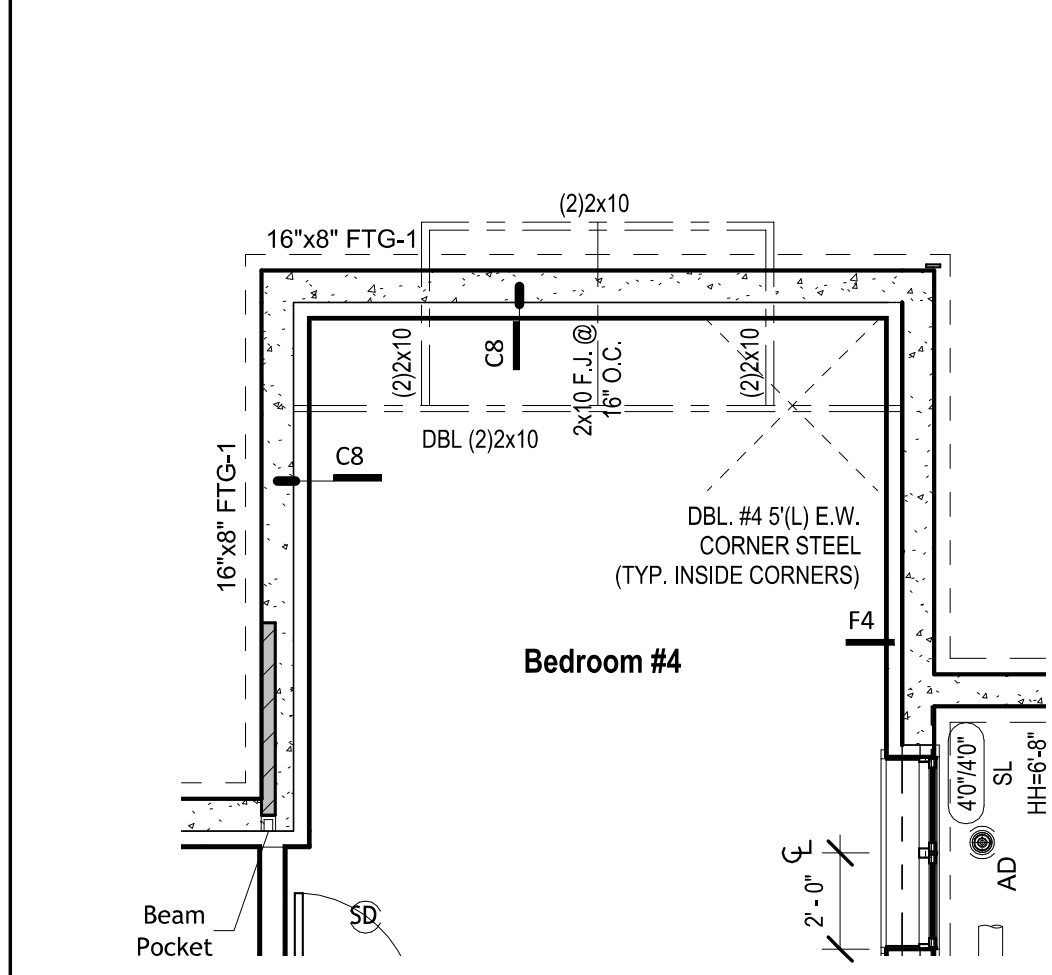 (2)2x10
16"x8" FTG-1
(2)2x10
C8
2x10 F.J. @
16" O.C.
(2)2x10
DBL (2)2x10
C8
16"x8" FTG-1
DBL. #4 5'(L) E.W.
CORNER STEEL
(TYP. INSIDE CORNERS)
F4
Bedroom #4
4'0"/4'0"
SL
HH=6'-8"
CL
2' - 0"
AD
Beam
Pocket
SD